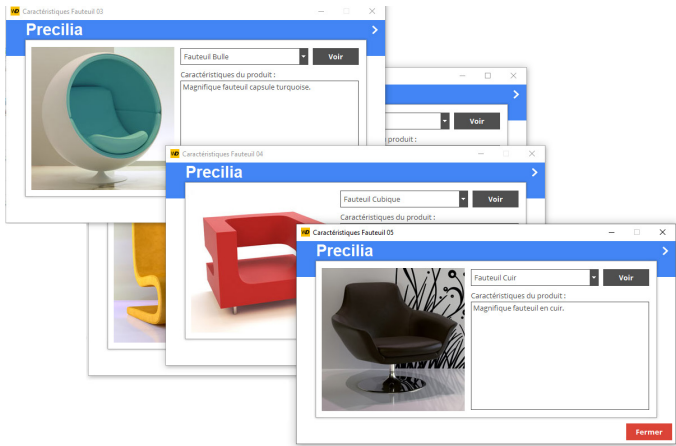 WD Caractéristiques Fauteuil 03
Precilia
Fauteuil Bulle
Voir
Caractéristiques du produit :
Magnifique fauteuil capsule turquoise.
Voir
produit :
WD Caractéristiques Fauteuil 04
Precilia
Fauteuil Cubique
Voir
Caractéristiques du produit :
WD Caractéristiques Fauteuil 05
Precilia
Fauteuil Cuir
Voir
Caractéristiques du produit :
Magnifique fauteuil en cuir.
Fermer